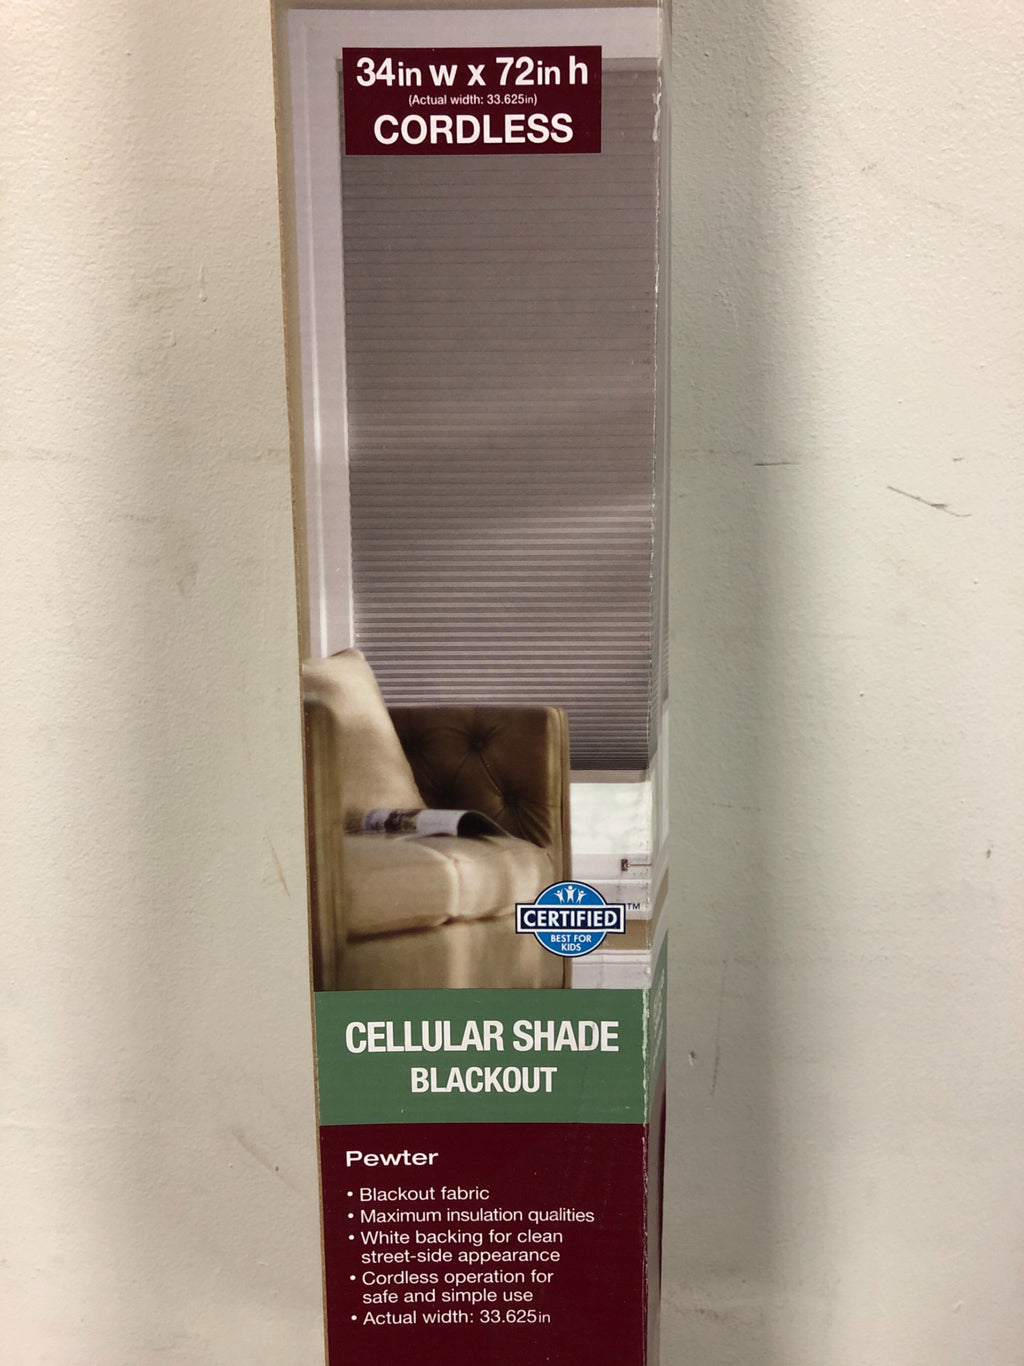 34in w x 72in h
(Actual width: 33.625in)
CORDLESS
CERTIFIED
TM
BEST FOR
KIDS
CELLULAR SHADE
BLACKOUT
Pewter
• Blackout fabric
• Maximum insulation qualities
• White backing for clean
street-side appearance
• Cordless operation for
safe and simple use
• Actual width: 33.625in